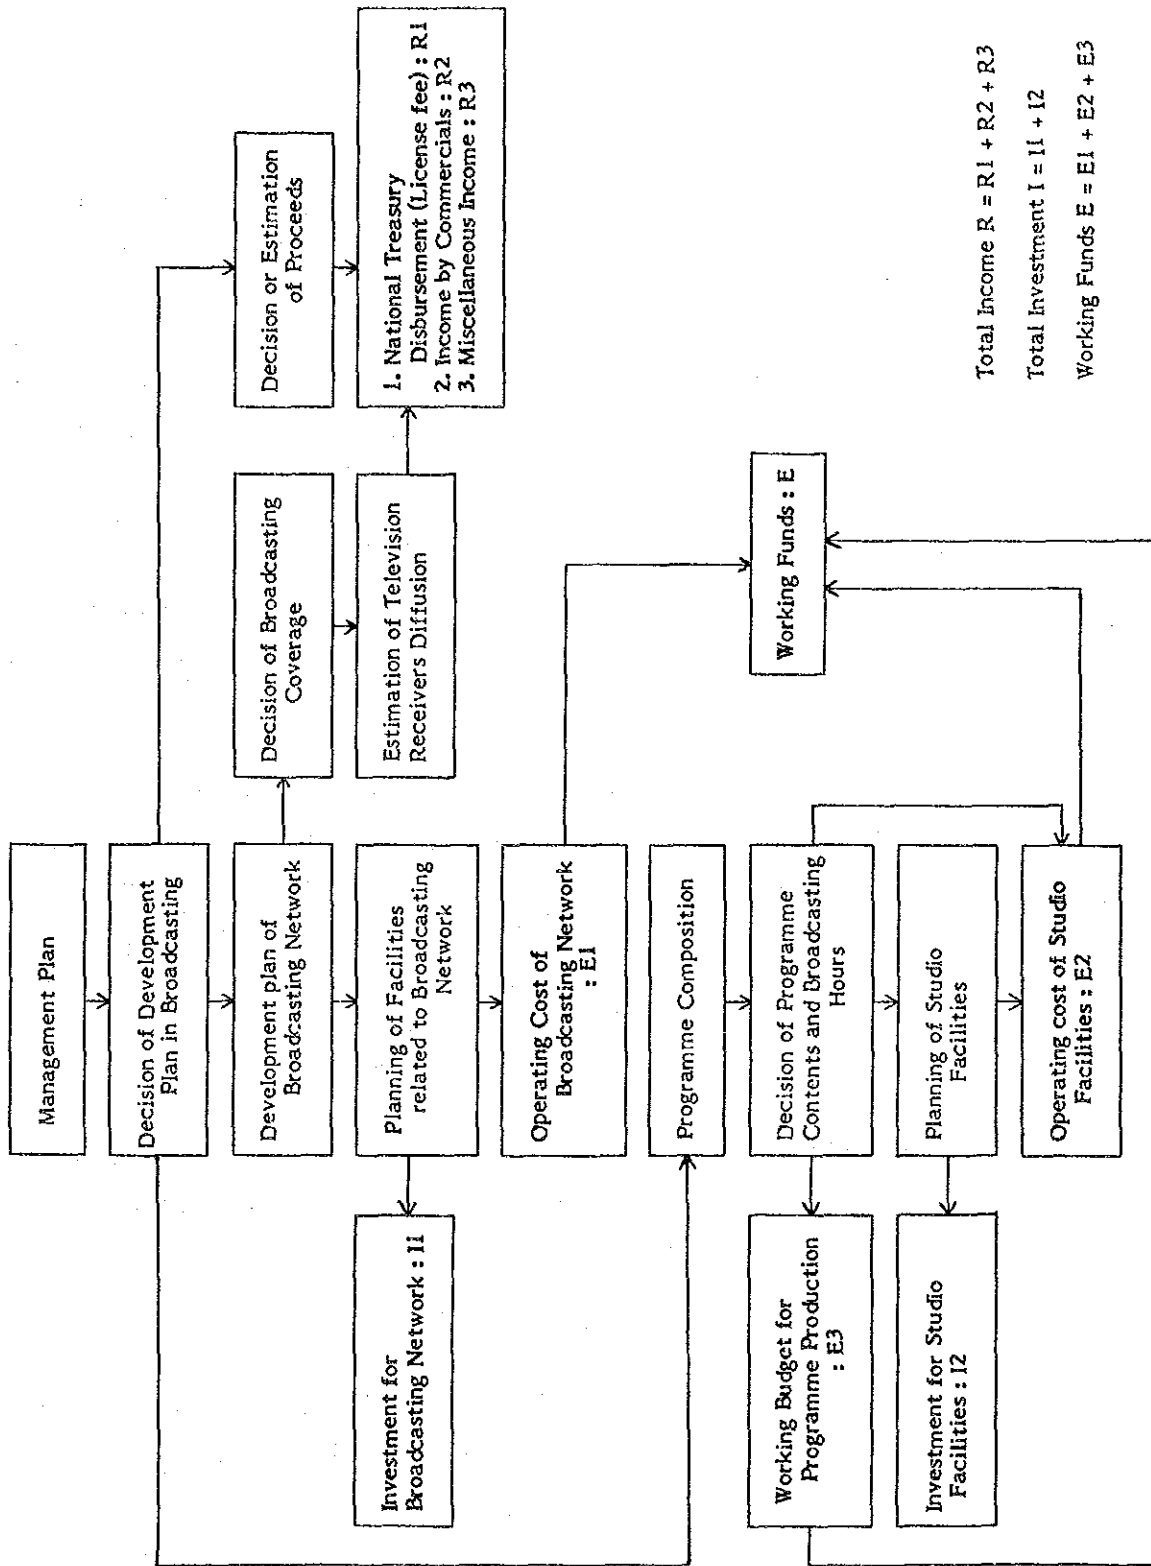 Management Plan
Decision of Development
Plan in Broadcasting
Development plan of
Broadcasting Network
Decision of Broadcasting
Coverage
Decision or Estimation
of Proceeds
Planning of Facilities
related to Broadcasting
Network
Investment for
Broadcasting Network : I1
Estimation of Television
Receivers Diffusion
1. National Treasury
Disbursement (License fee) : R1
2. Income by Commercials : R2
3. Miscellaneous Income : R3
Operating Cost of
Broadcasting Network
: E1
Programme Composition
Decision of Programme
Contents and Broadcasting
Hours
Working Budget for
Programme Production
: E3
Working Funds : E
Planning of Studio
Facilities
Investment for Studio
Facilities : I2
Operating cost of Studio
Facilities : E2
Total Income R = R1 + R2 + R3
Total Investment I = I1 + I2
Working Funds E = E1 + E2 + E3